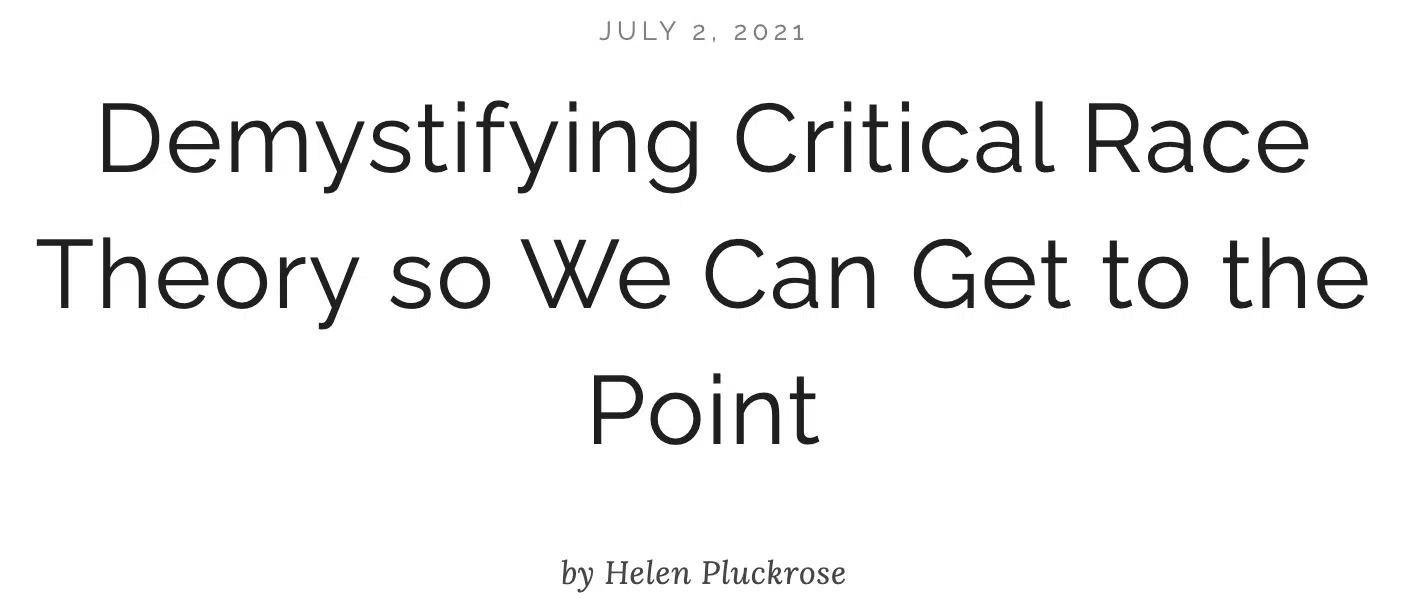 JULY 2, 2021
Demystifying Critical Race
Theory so We Can Get to the
Point
by Helen Pluckrose